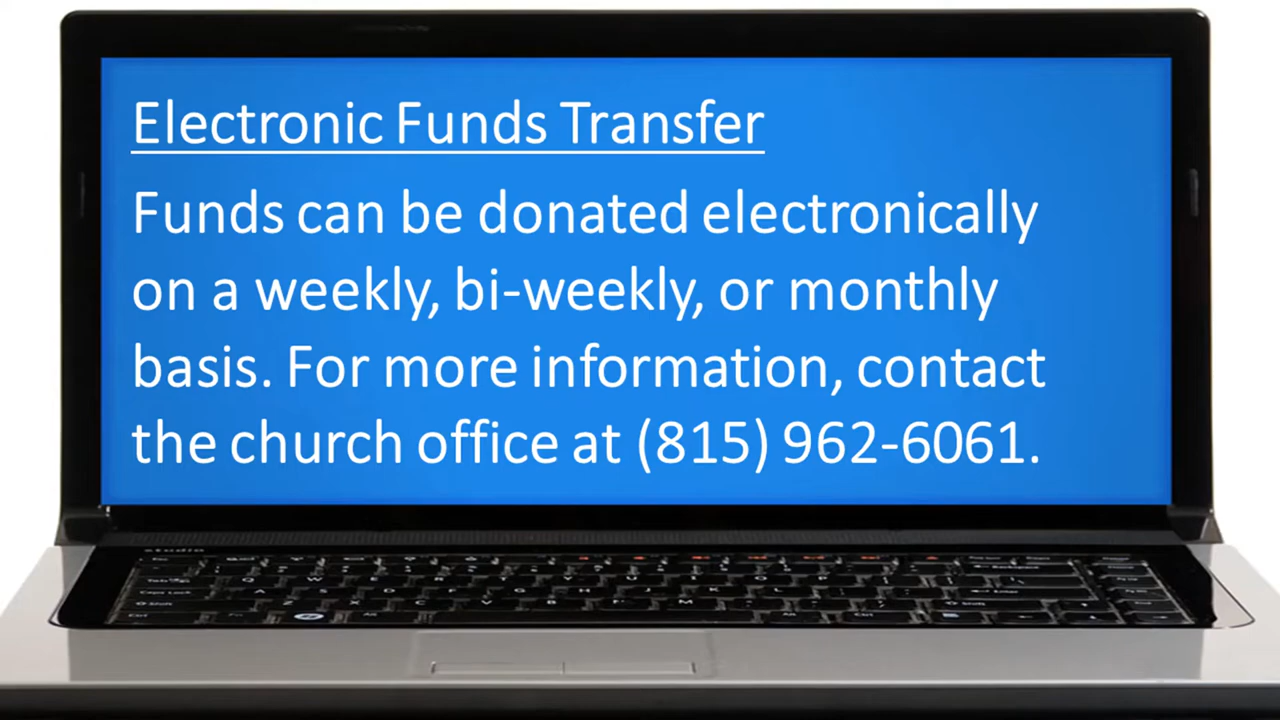 Electronic Funds Transfer
Funds can be donated electronically
on a weekly, bi-weekly, or monthly
basis. For more information, contact
the church office at (815) 962-6061.
studio